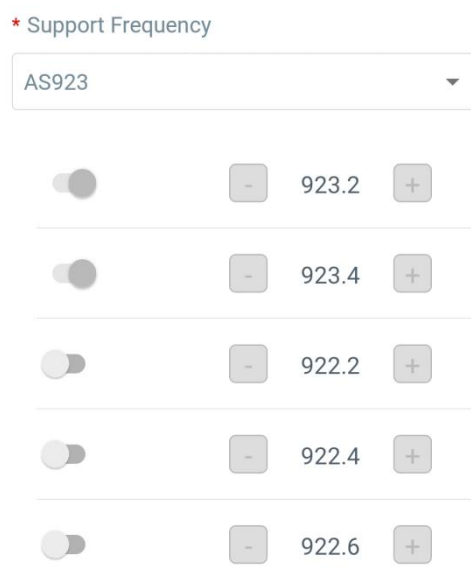 * Support Frequency
AS923
- 923.2 +
- 923.4 +
- 922.2 +
- 922.4 +
- 922.6 +